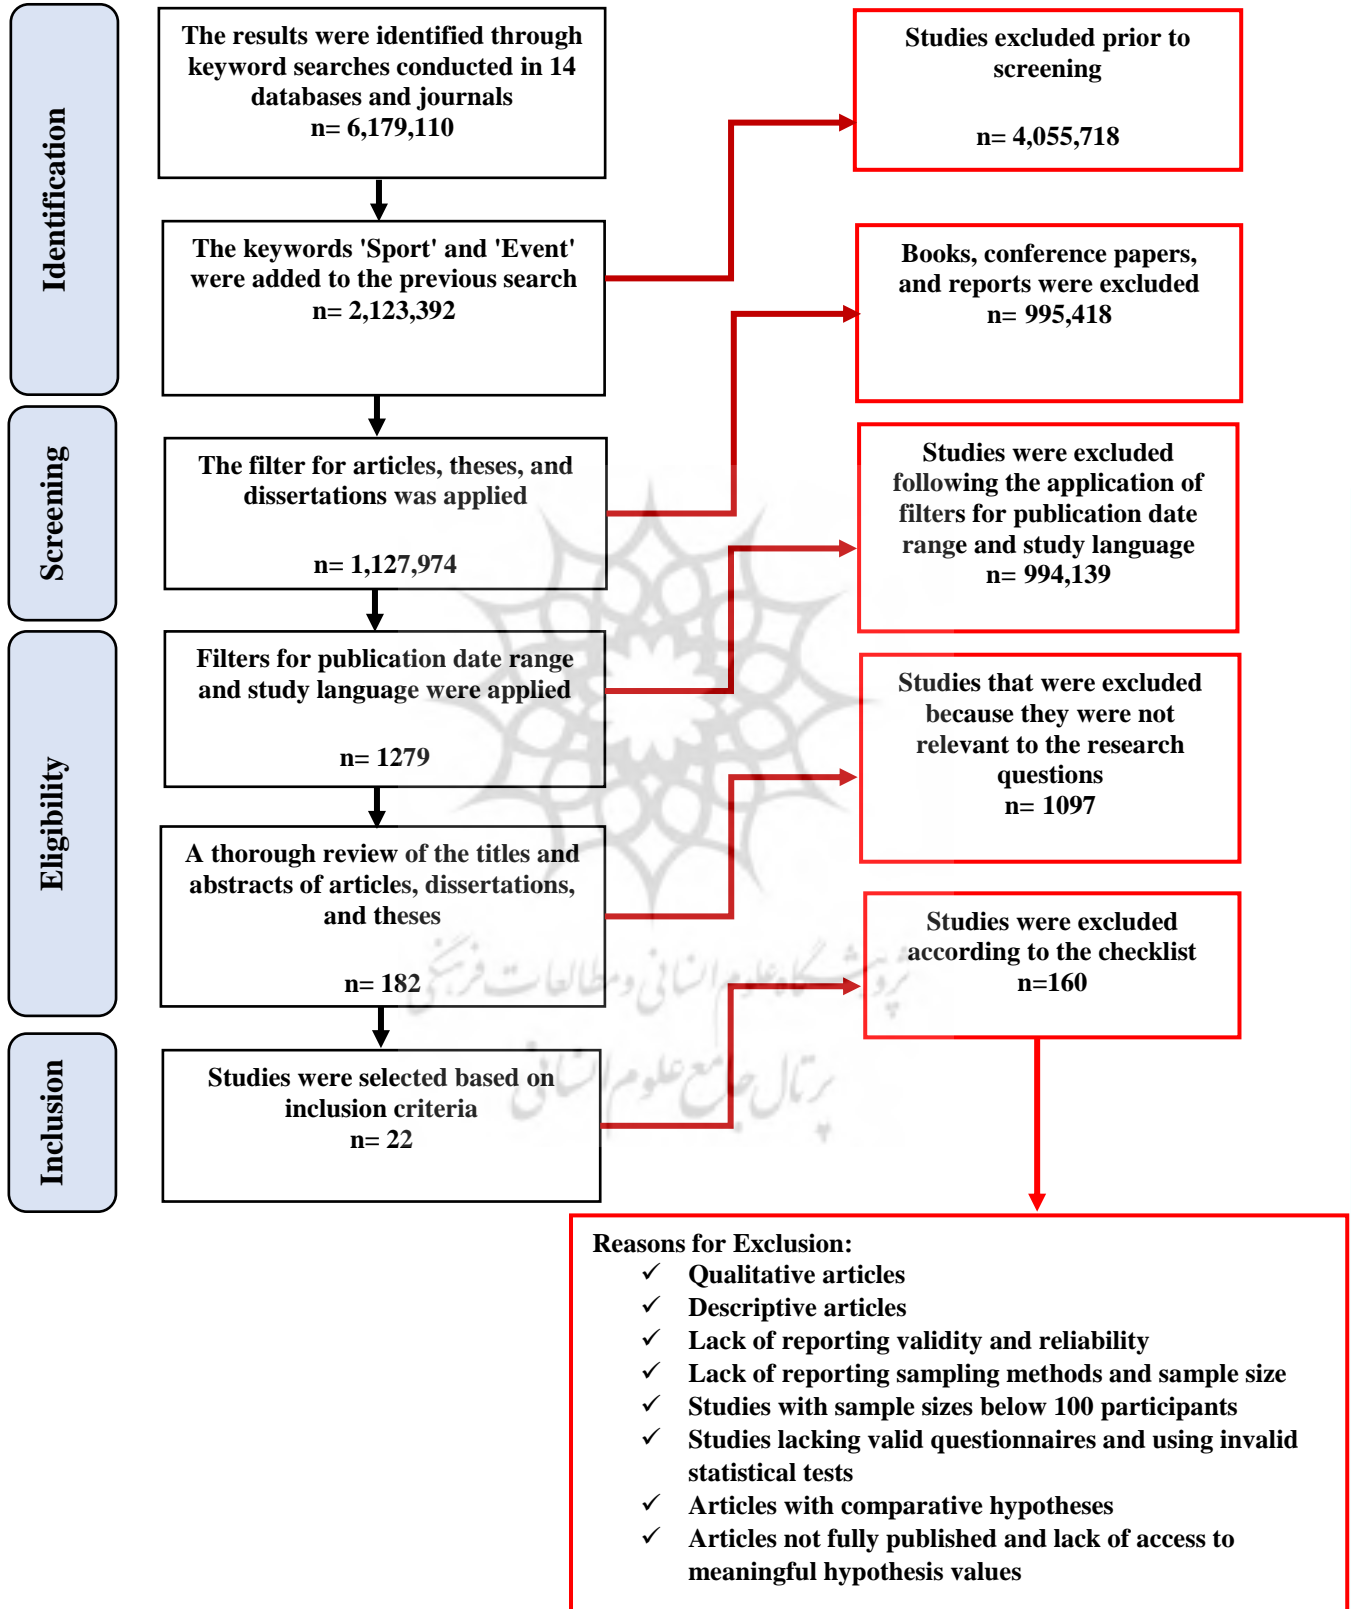 Identification
The results were identified through
keyword searches conducted in 14
databases and journals
n= 6,179,110
Studies excluded prior to
screening
n= 4,055,718
The keywords 'Sport' and 'Event'
were added to the previous search
n= 2,123,392
Books, conference papers,
and reports were excluded
n= 995,418
Screening
The filter for articles, theses, and
dissertations was applied
n= 1,127,974
Studies were excluded
following the application of
filters for publication date
range and study language
n= 994,139
Eligibility
Filters for publication date range
and study language were applied
n= 1279
Studies that were excluded
because they were not
relevant to the research
questions
n= 1097
A thorough review of the titles and
abstracts of articles, dissertations,
and theses
n= 182
Studies were excluded
according to the checklist
n=160
پژوهشگاه علوم انسانی و مطالعات فرهنگی
پرتال جامع علوم انسانی
Inclusion
Studies were selected based on
inclusion criteria
n= 22
Reasons for Exclusion:
✓ Qualitative articles
✓ Descriptive articles
✓ Lack of reporting validity and reliability
✓ Lack of reporting sampling methods and sample size
✓ Studies with sample sizes below 100 participants
✓ Studies lacking valid questionnaires and using invalid
statistical tests
✓ Articles with comparative hypotheses
✓ Articles not fully published and lack of access to
meaningful hypothesis values